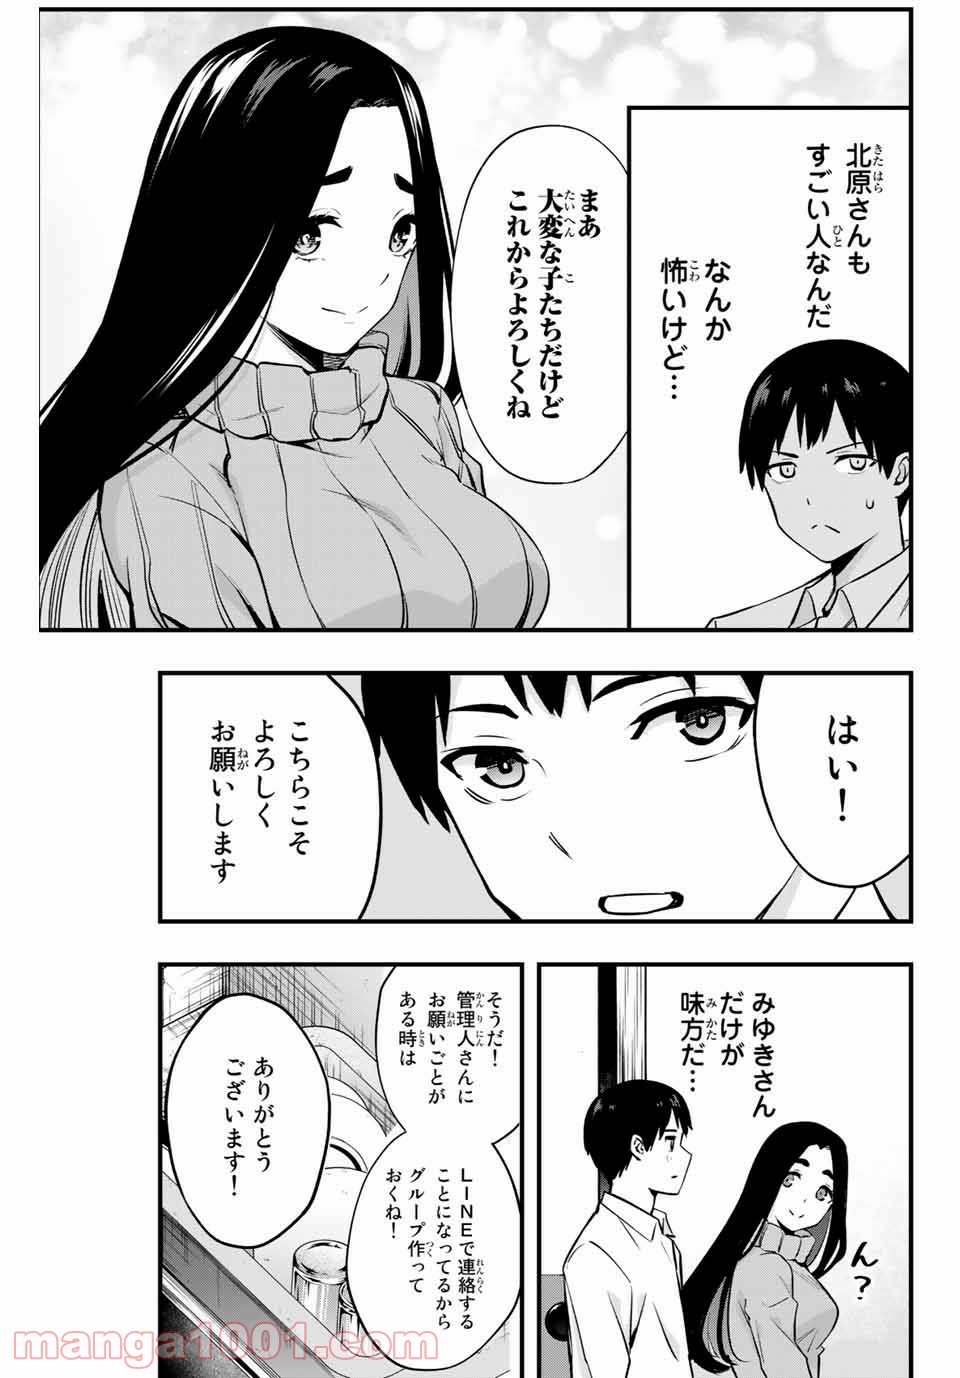 北原さんも
すごい人なんだ
なんか
怖いけど…
まあ
大変な子たちだけど
これからよろしくね
はい！
こちらこそ
よろしく
お願いします
みゆきさん
だけが
味方だ…
ん？
そうだ！
管理人さんに
お願いごとが
ある時は
LINEで連絡する
ことになってるから
グループ作って
おくね！
ありがとう
ございます！
manga1001.com